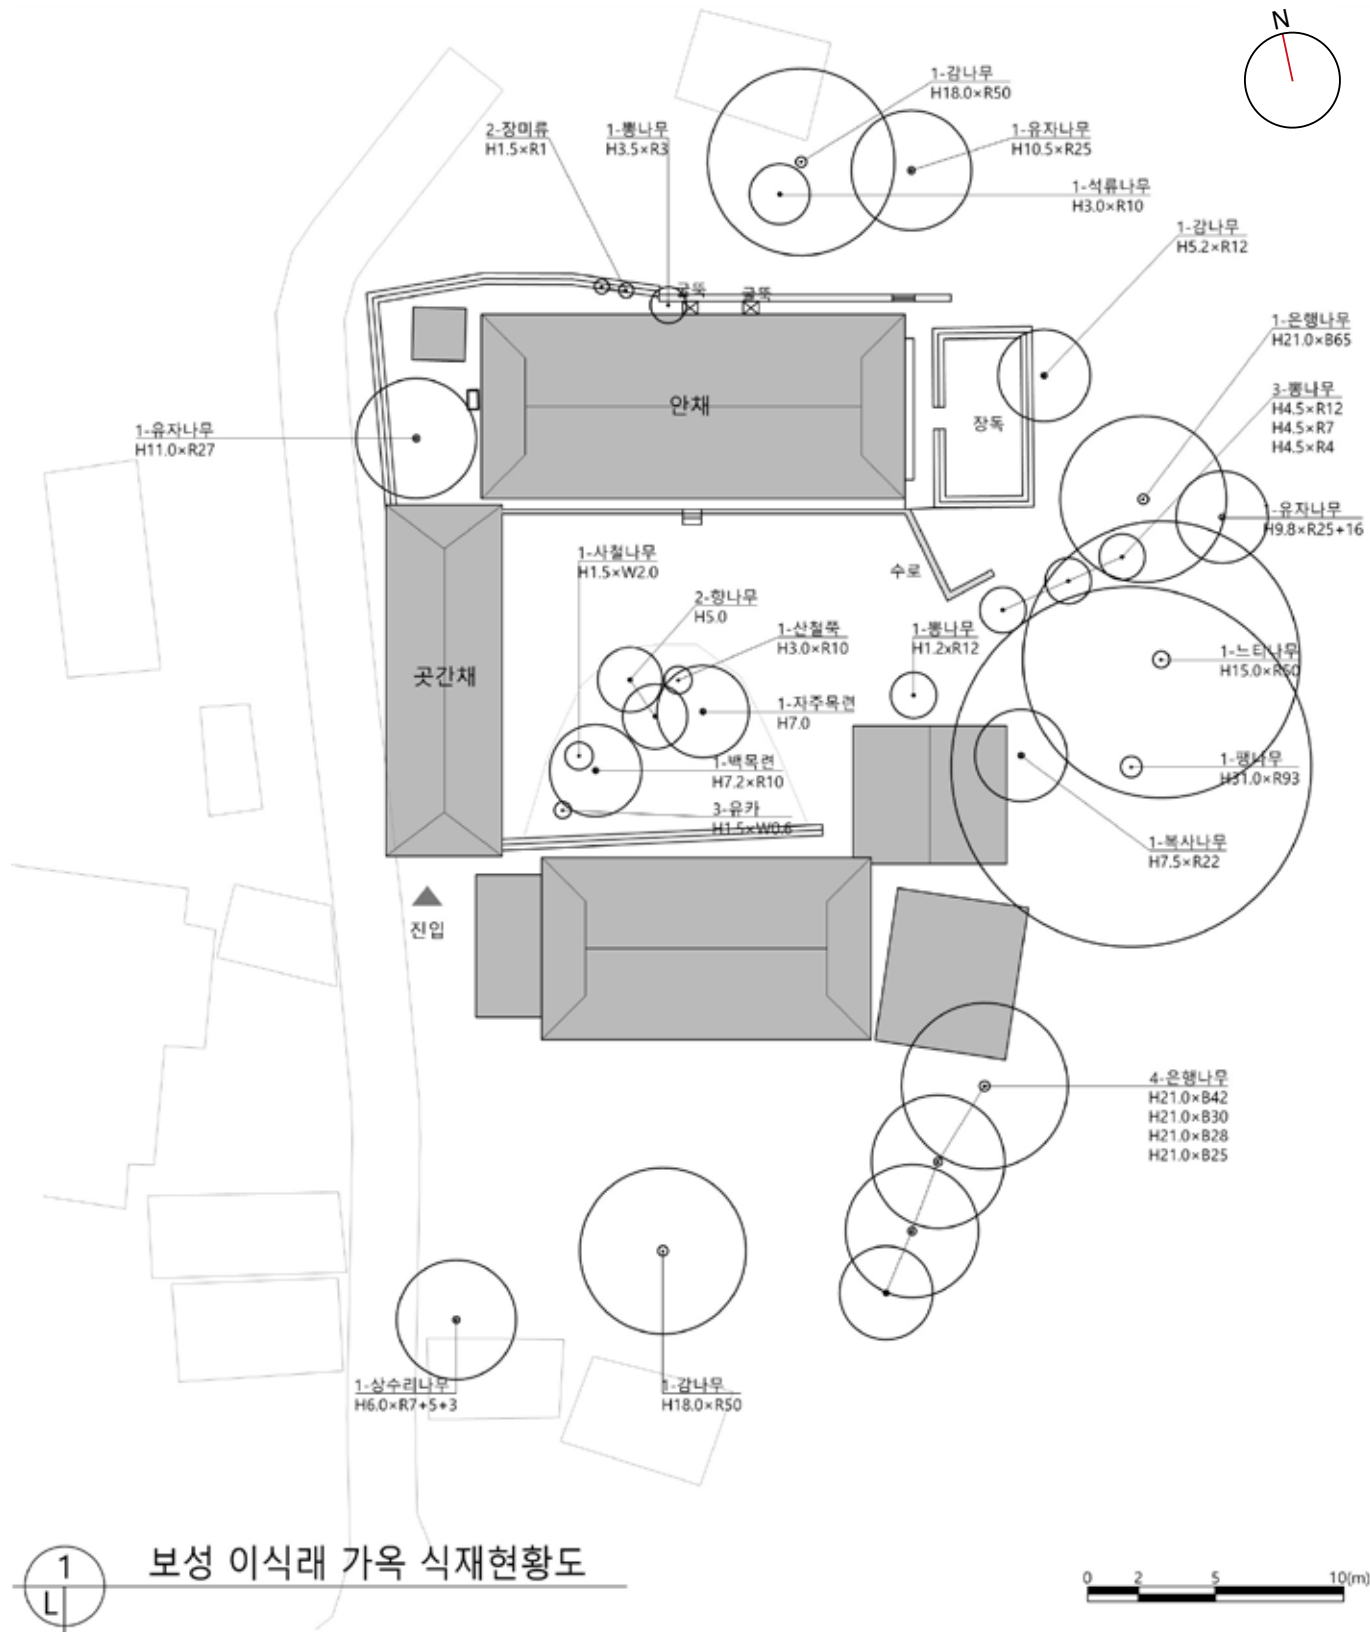 N
1-감나무
H18.0×R50
2-장미류
H1.5×R1
1-뽕나무
H3.5×R3
1-유자나무
H10.5×R25
1-석류나무
H3.0×R10
1-감나무
H5.2×R12
굴뚝
굴뚝
1-은행나무
H21.0×B65
안채
3-뽕나무
H4.5×R12
H4.5×R7
H4.5×R4
장독
1-유자나무
H11.0×R27
1-유자나무
H9.8×R25+16
1-사철나무
H1.5×W2.0
수로
2-향나무
H5.0
1-산철쭉
H3.0×R10
1-뽕나무
H1.2xR12
1-느티나무
H15.0×R50
곳간채
1-자주목련
H7.0
1-백목련
H7.2×R10
1-팽나무
H31.0×R93
3-유카
H1.5×W0.6
1-복사나무
H7.5×R22
진입
4-은행나무
H21.0×B42
H21.0×B30
H21.0×B28
H21.0×B25
1-상수리나무
H6.0×R7+5+3
1-감나무
H18.0×R50
1
L
보성 이식래 가옥 식재현황도
0 2 5 10(m)